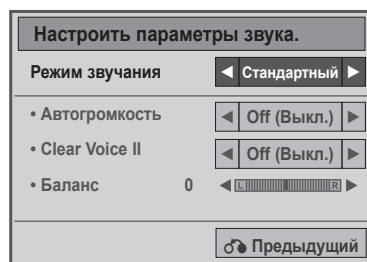 Настроить параметры звука.
Режим звучания ◄ Стандартный ►
• Автогромкость ◄ Off (Выкл.) ►
• Clear Voice II ◄ Off (Выкл.) ►
• Баланс 0 ◄ L R ►
Предыдущий